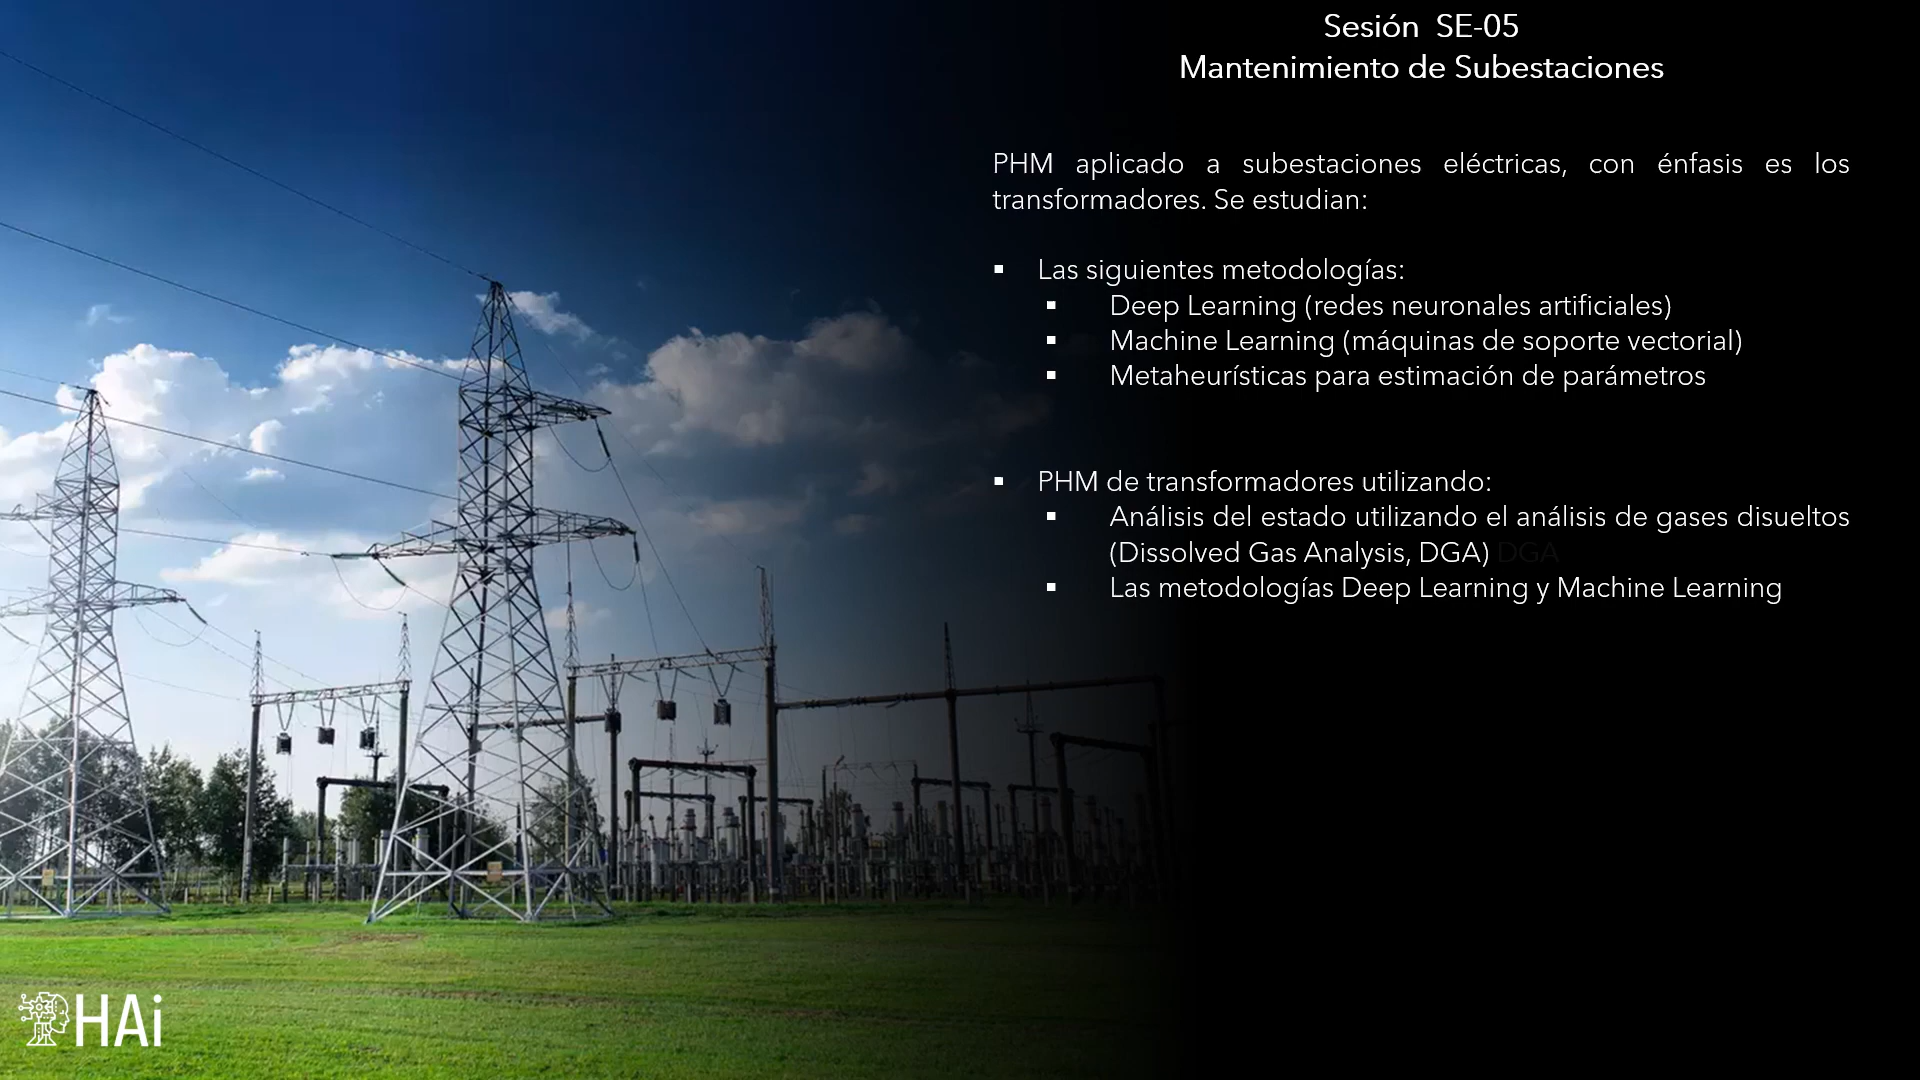 Sesión SE-05
Mantenimiento de Subestaciones
PHM aplicado a subestaciones eléctricas, con énfasis es los
transformadores. Se estudian:
▪ Las siguientes metodologías:
▪ Deep Learning (redes neuronales artificiales)
▪ Machine Learning (máquinas de soporte vectorial)
▪ Metaheurísticas para estimación de parámetros
▪ PHM de transformadores utilizando:
▪ Análisis del estado utilizando el análisis de gases disueltos
(Dissolved Gas Analysis, DGA) DGA
▪ Las metodologías Deep Learning y Machine Learning
HAi